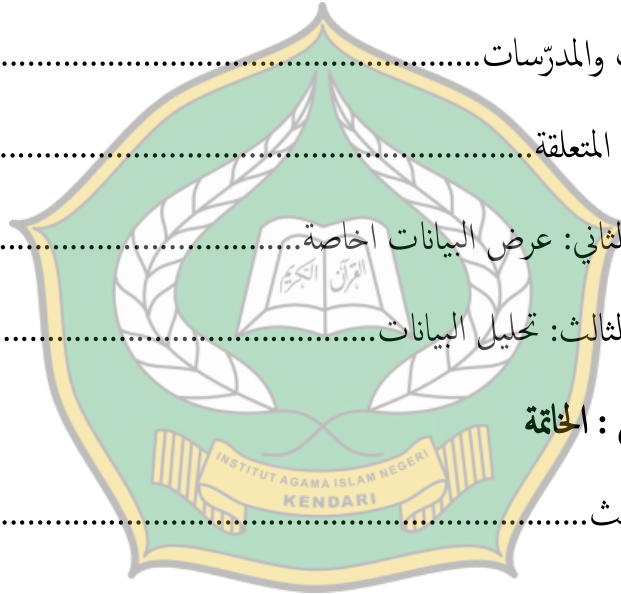 والمدرّسات................................................
المتعلقة......................................................
الثاني: عرض البيانات اخاصة..............................
القرآن الكريم
الثالث: تحليل البيانات......................................
: الخاتمة
INSTITUT AGAMA ISLAM NEGERI
KENDARI
..........................................................